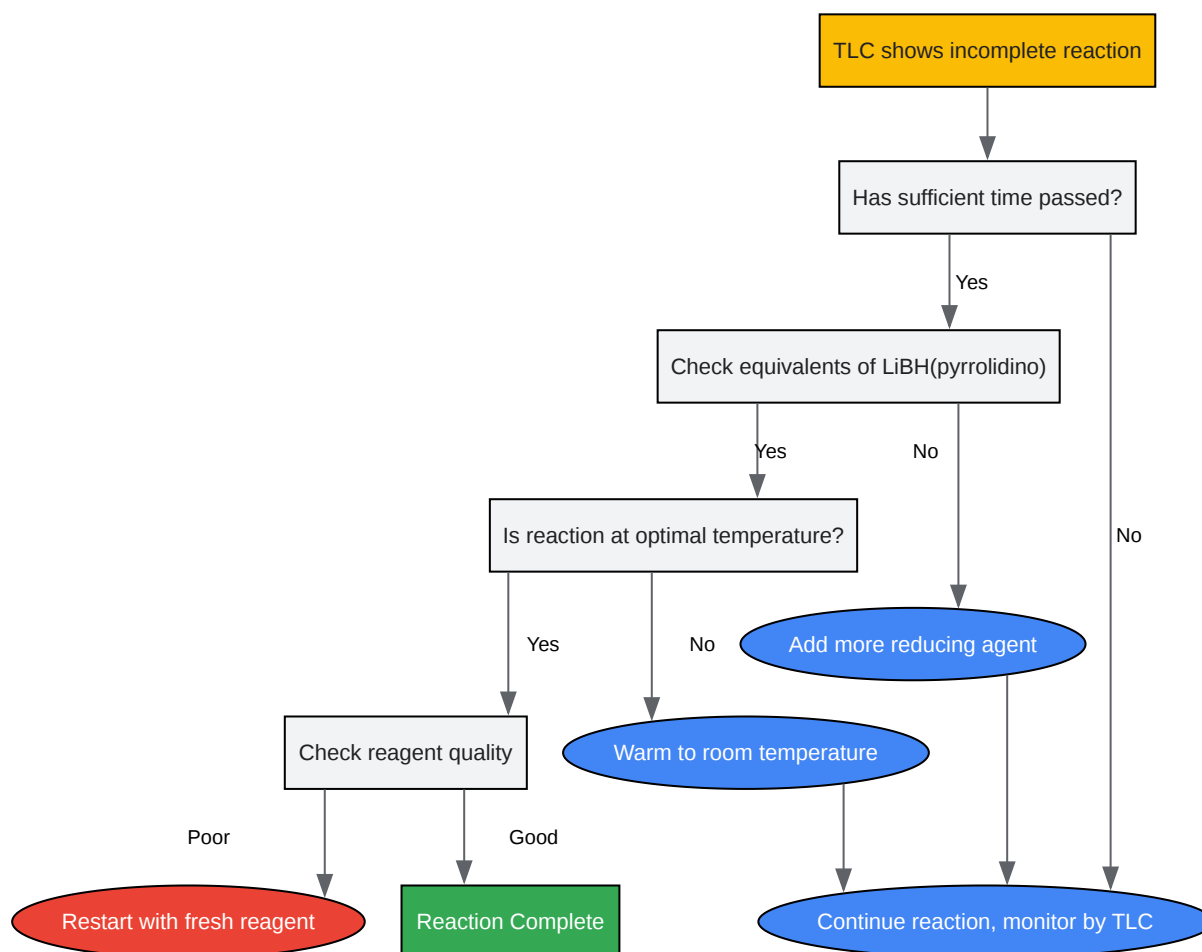 TLC shows incomplete reaction
Has sufficient time passed?
Yes
Check equivalents of LiBH(pyrrolidino)
Yes
No
Is reaction at optimal temperature?
No
Add more reducing agent
Yes
No
Check reagent quality
Warm to room temperature
Poor
Good
Restart with fresh reagent
Reaction Complete
Continue reaction, monitor by TLC